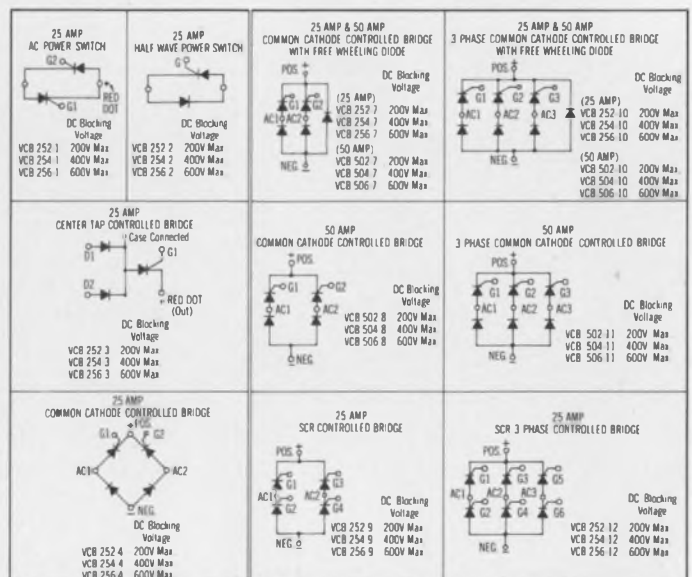 25 AMP
AC POWER SWITCH
G2
G1
RED
DOT
DC Blocking
Voltage
VCB 252 1 200V Max
VCB 254 1 400V Max
VCB 256 1 600V Max
25 AMP
HALF WAVE POWER SWITCH
G
DC Blocking
Voltage
VCB 252 2 200V Max
VCB 254 2 400V Max
VCB 256 2 600V Max
25 AMP & 50 AMP
COMMON CATHODE CONTROLLED BRIDGE
WITH FREE WHEELING DIODE
POS. +
G1 G2
AC1 AC2
NEG
DC Blocking
Voltage
(25 AMP)
VCB 252 7 200V Max
VCB 254 7 400V Max
VCB 256 7 600V Max
(50 AMP)
VCB 502 7 200V Max
VCB 504 7 400V Max
VCB 506 7 600V Max
25 AMP & 50 AMP
3 PHASE COMMON CATHODE CONTROLLED BRIDGE
WITH FREE WHEELING DIODE
POS. +
G1 G2 G3
AC1 AC2 AC3
NEG
DC Blocking
Voltage
(25 AMP)
VCB 252 10 200V Max
VCB 254 10 400V Max
VCB 256 10 600V Max
(50 AMP)
VCB 502 10 200V Max
VCB 504 10 400V Max
VCB 506 10 600V Max
25 AMP
CENTER TAP CONTROLLED BRIDGE
Case Connected
D1
G1
D2
+ RED DOT
(Out)
DC Blocking
Voltage
VCB 252 3 200V Max
VCB 254 3 400V Max
VCB 256 3 600V Max
50 AMP
COMMON CATHODE CONTROLLED BRIDGE
+ POS.
G1 G2
AC1 AC2
NEG
DC Blocking
Voltage
VCB 502 8 200V Max
VCB 504 8 400V Max
VCB 506 8 600V Max
50 AMP
3 PHASE COMMON CATHODE CONTROLLED BRIDGE
POS. +
G1 G2 G3
AC1 AC2 AC3
NEG
DC Blocking
Voltage
VCB 502 11 200V Max
VCB 504 11 400V Max
VCB 506 11 600V Max
25 AMP
COMMON CATHODE CONTROLLED BRIDGE
+ POS.
G1 G2
AC1 AC2
NEG
DC Blocking
Voltage
VCB 252 4 200V Max
VCB 254 4 400V Max
VCB 256 4 600V Max
25 AMP
SCR CONTROLLED BRIDGE
POS. +
G1 G3
AC1 AC2
G2 G4
NEG
DC Blocking
Voltage
VCB 252 9 200V Max
VCB 254 9 400V Max
VCB 256 9 600V Max
25 AMP
SCR 3 PHASE CONTROLLED BRIDGE
POS. +
G1 G3 G5
AC1 AC2 AC3
G2 G4 G6
NEG
DC Blocking
Voltage
VCB 252 12 200V Max
VCB 254 12 400V Max
VCB 256 12 600V Max